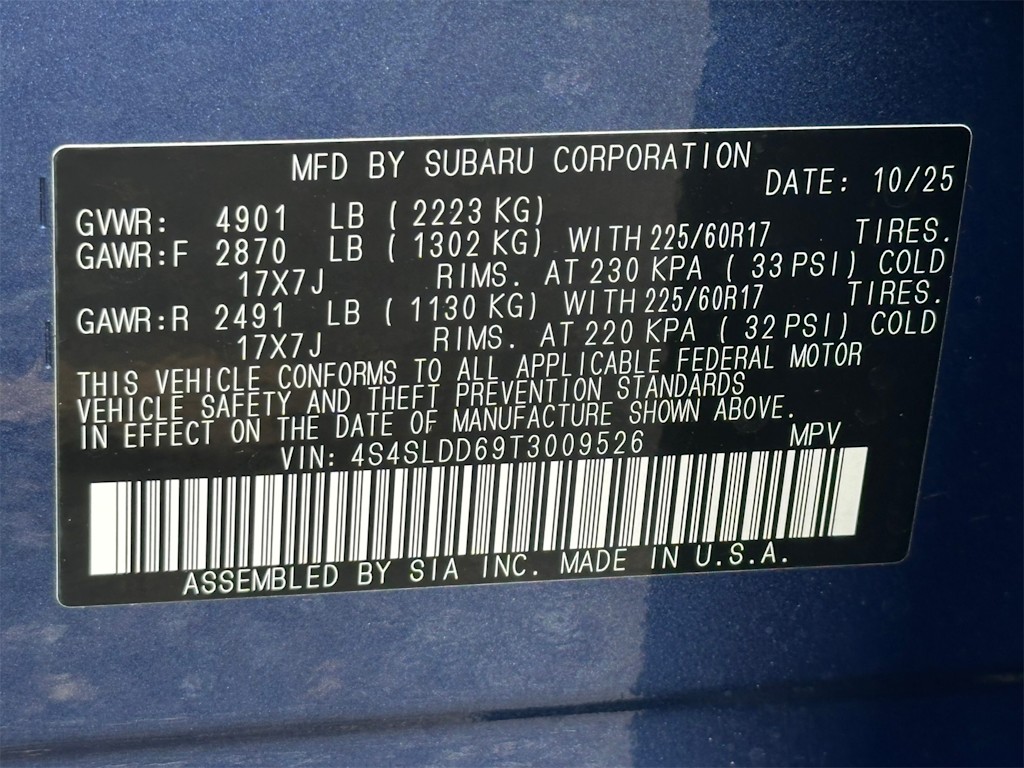 MFD BY SUBARU CORPORATION
DATE: 10/25
GVWR: 4901 LB ( 2223 KG)
GAWR:F 2870 LB ( 1302 KG) WITH 225/60R17 TIRES.
17X7J RIMS. AT 230 KPA ( 33 PSI) COLD
GAWR:R 2491 LB ( 1130 KG) WITH 225/60R17 TIRES.
17X7J RIMS. AT 220 KPA ( 32 PSI) COLD
THIS VEHICLE CONFORMS TO ALL APPLICABLE FEDERAL MOTOR
VEHICLE SAFETY AND THEFT PREVENTION STANDARDS
IN EFFECT ON THE DATE OF MANUFACTURE SHOWN ABOVE.
VIN: 4S4SLDD69T3009526 MPV
ASSEMBLED BY SIA INC. MADE IN U.S.A.